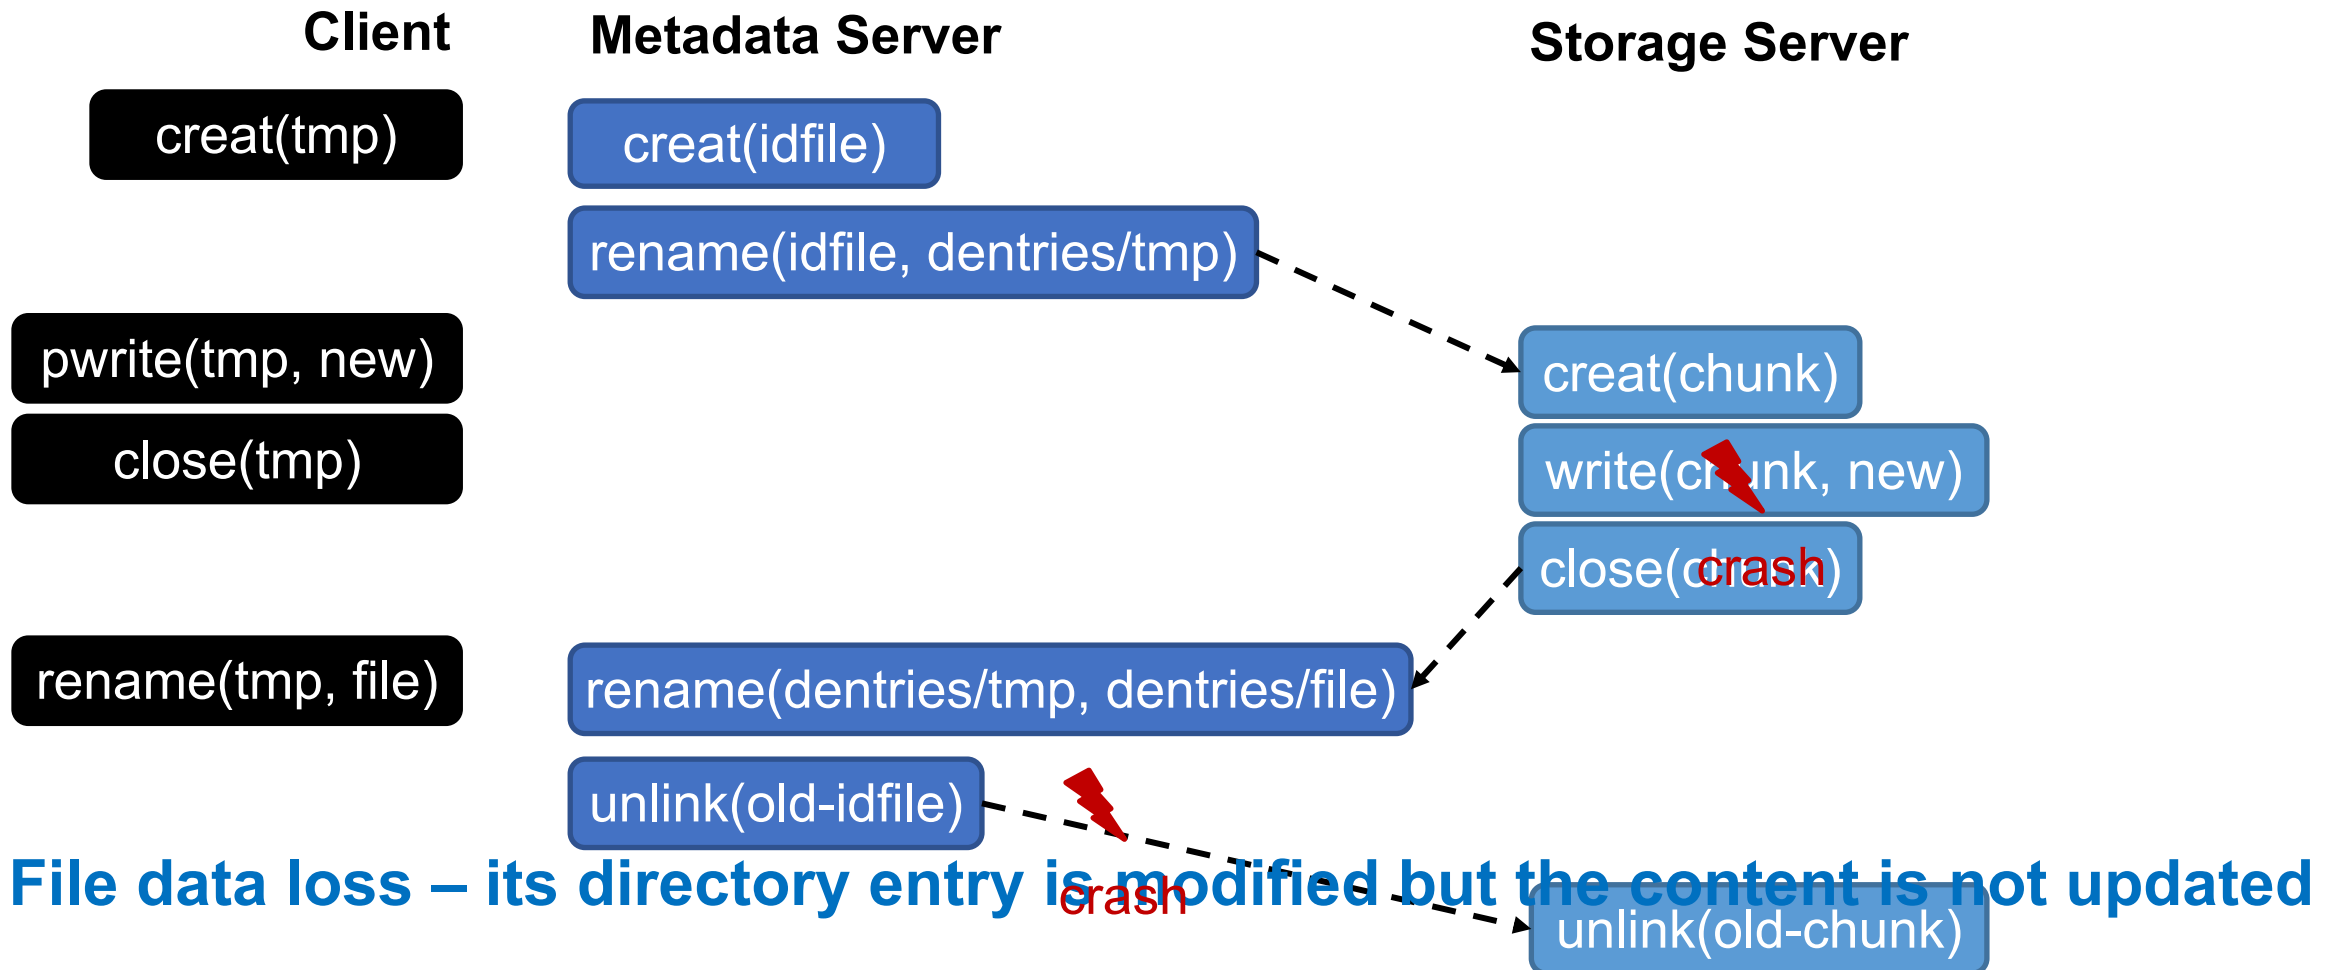 Client Metadata Server Storage Server
creat(tmp) creat(idfile)
rename(idfile, dentries/tmp)
pwrite(tmp, new) creat(chunk)
close(tmp) write(chunk, new)
close(chunk)
crash
rename(tmp, file) rename(dentries/tmp, dentries/file)
unlink(old-idfile)
File data loss – its directory entry is modified but the content is not updated
crash
unlink(old-chunk)